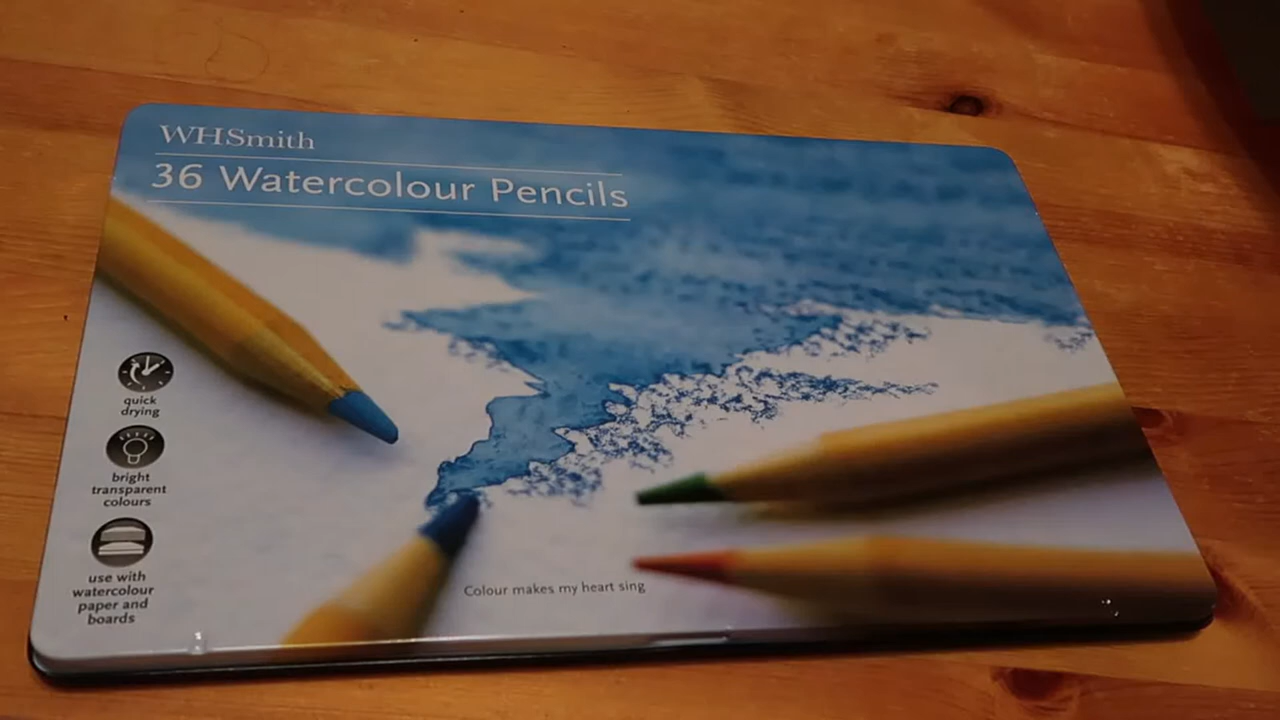 WHSmith
36 Watercolour Pencils
quick
drying
bright
transparent
colours
use with
watercolour
paper and
boards
Colour makes my heart sing